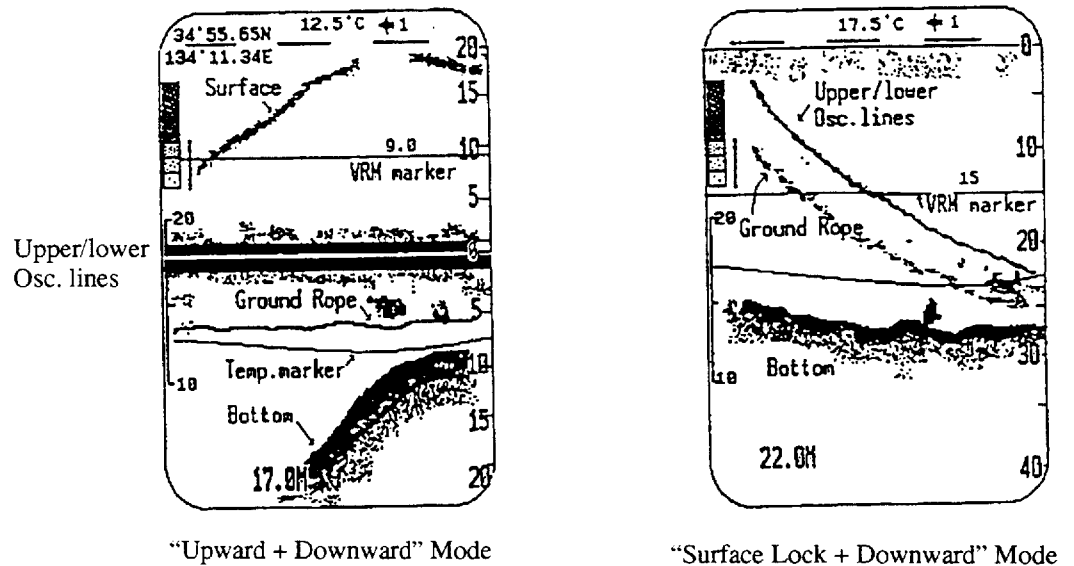 34°55.65N
134°11.34E
12.5°C 1
20
Surface
15
9.0
10
VRM marker
5
20
Upper/lower
Osc. lines
0
Ground Rope
5
Temp.marker
10
10
Bottom
15
17.0M
20
"Upward + Downward" Mode
17.5°C 1
0
Upper/lower
Osc.lines
10
15
VRM marker
20
Ground Rope
20
30
Bottom
10
22.0M
40
"Surface Lock + Downward" Mode